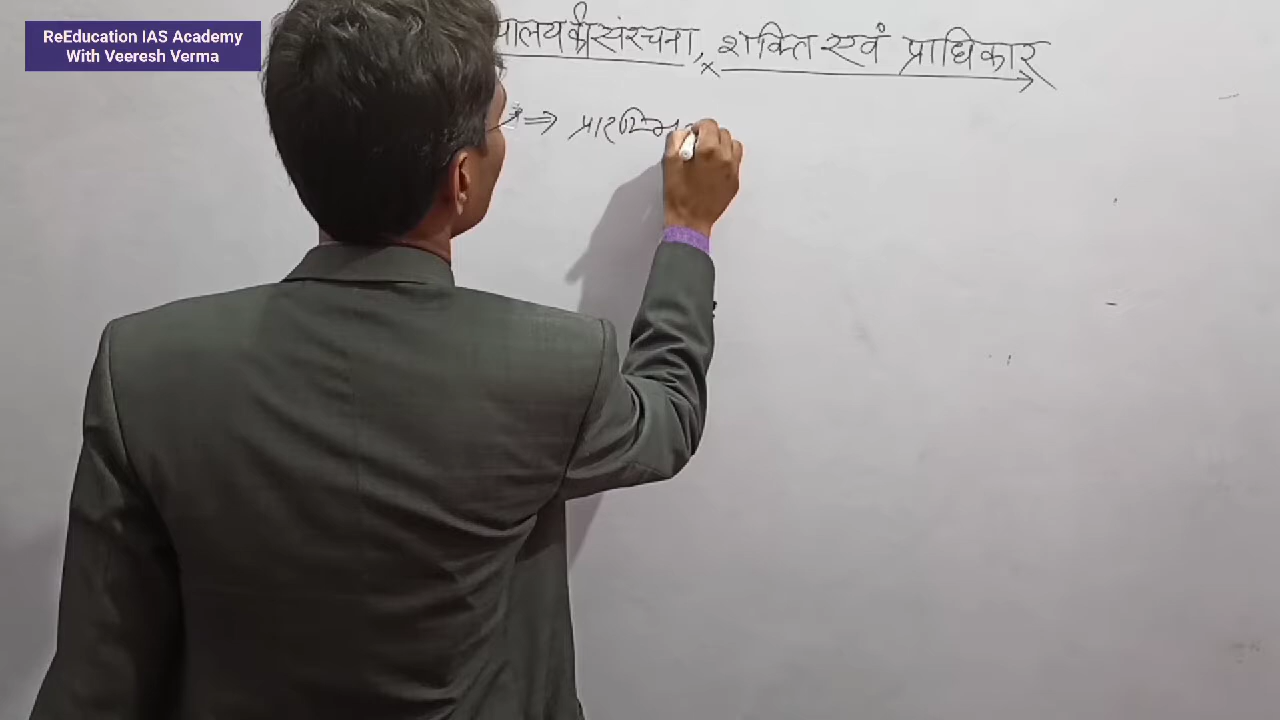 ReEducation IAS Academy
With Veeresh Verma
की संरचना, शक्ति एवं प्राधिकार
⇒